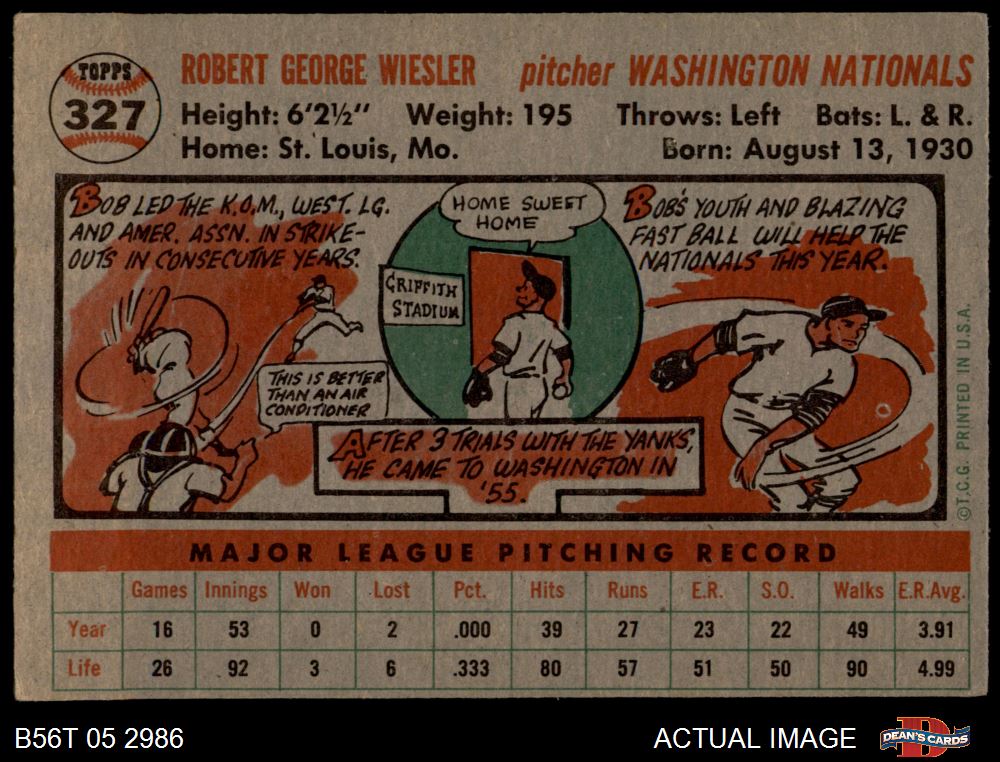 TOPPS
327
ROBERT GEORGE WIESLER pitcher WASHINGTON NATIONALS
Height: 6'2½" Weight: 195 Throws: Left Bats: L. & R.
Home: St. Louis, Mo. Born: August 13, 1930
BOB LED THE K.O.M., WEST. LG.
AND AMER. ASSN. IN STRIKE-
OUTS IN CONSECUTIVE YEARS.
THIS IS BETTER
THAN AN AIR
CONDITIONER
HOME SWEET
HOME
GRIFFITH
STADIUM
AFTER 3 TRIALS WITH THE YANKS,
HE CAME TO WASHINGTON IN
'55.
BOB'S YOUTH AND BLAZING
FAST BALL WILL HELP THE
NATIONALS THIS YEAR.
©T.C.G. PRINTED IN U.S.A.
MAJOR LEAGUE PITCHING RECORD
Games Innings Won Lost Pct. Hits Runs E.R. S.O. Walks E.R.Avg.
Year 16 53 0 2 .000 39 27 23 22 49 3.91
Life 26 92 3 6 .333 80 57 51 50 90 4.99
B56T 05 2986 ACTUAL IMAGE
D
DEAN'S CARDS